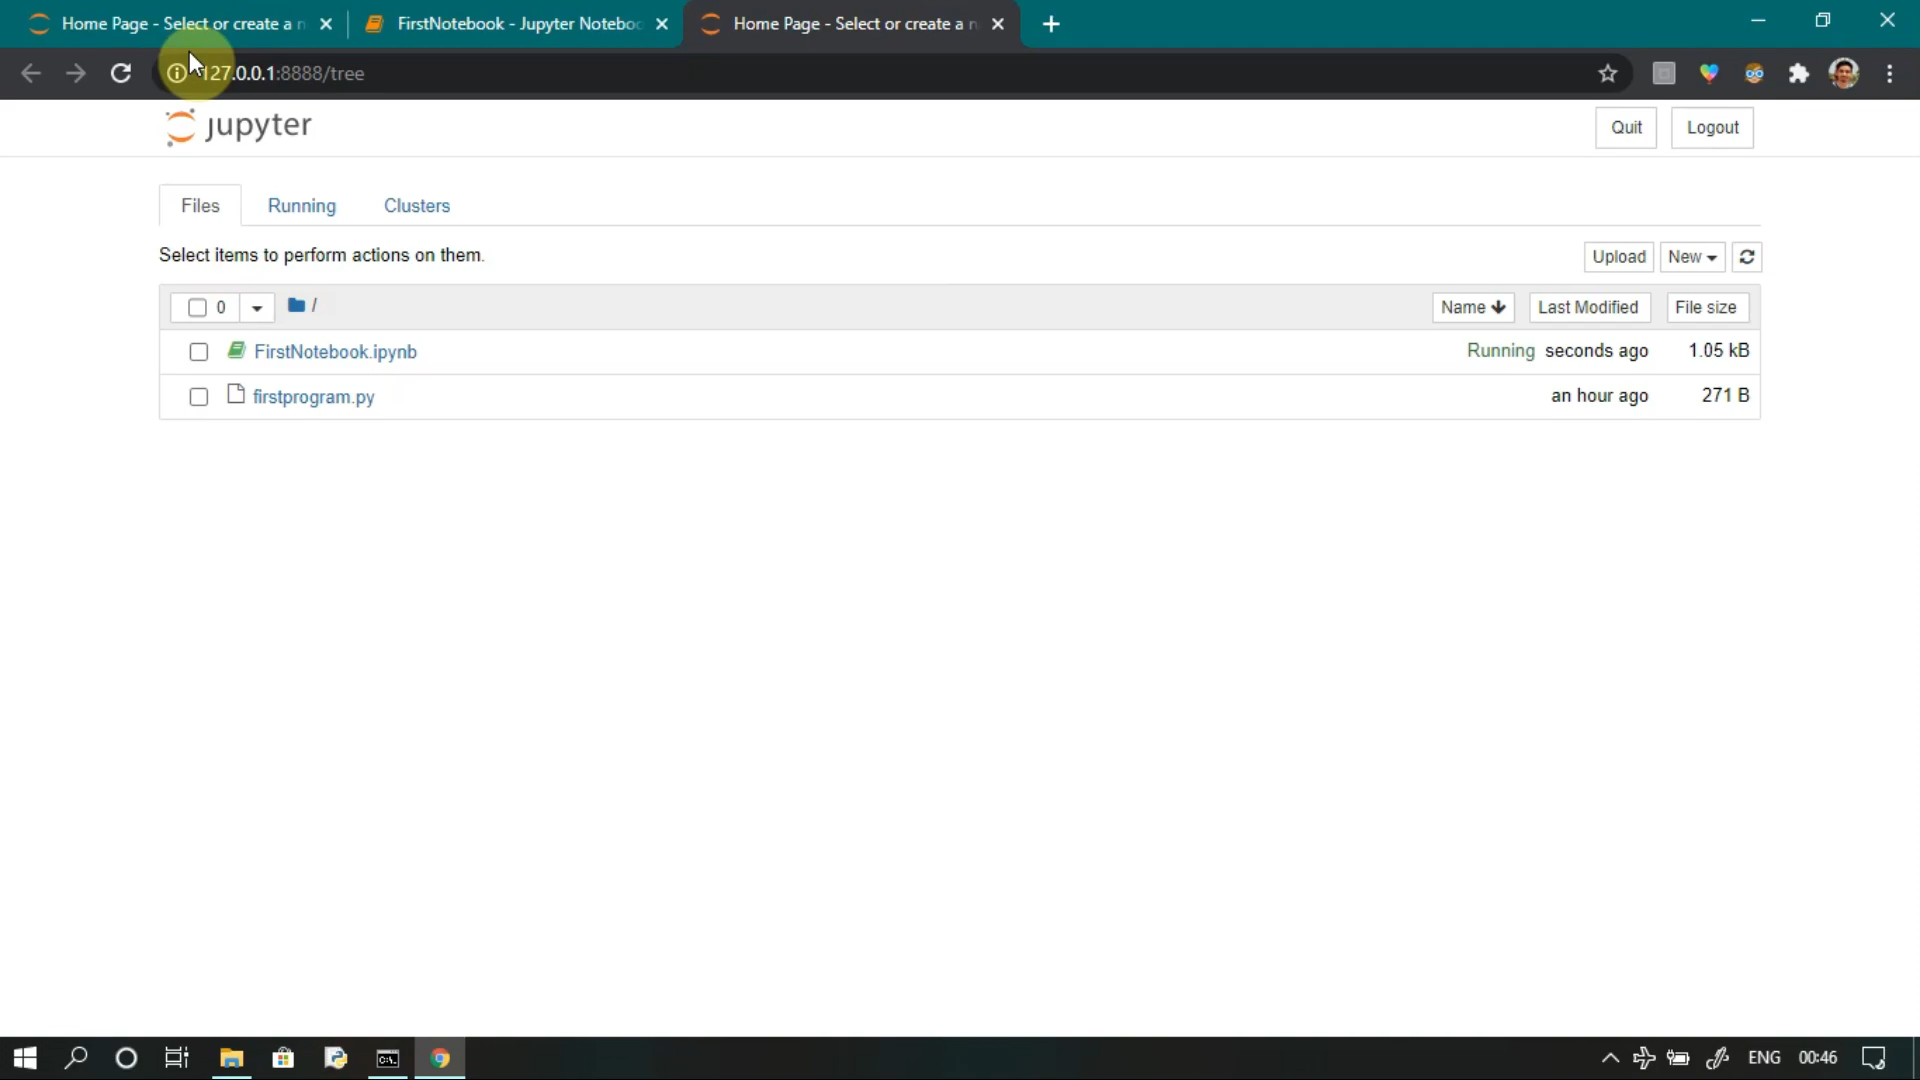 Home Page - Select or create a n
FirstNotebook - Jupyter Noteboo
Home Page - Select or create a n
127.0.0.1:8888/tree
jupyter
Quit
Logout
Files
Running
Clusters
Select items to perform actions on them.
Upload
New
0
/
Name
Last Modified
File size
FirstNotebook.ipynb
Running
seconds ago
1.05 kB
firstprogram.py
an hour ago
271 B
ENG
00:46